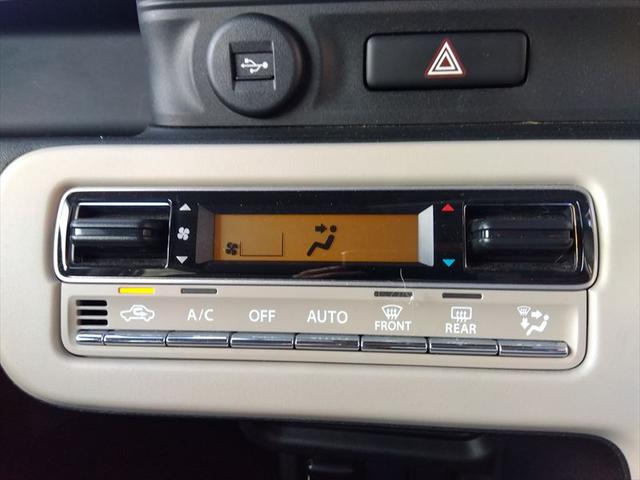 A/C OFF AUTO FRONT REAR